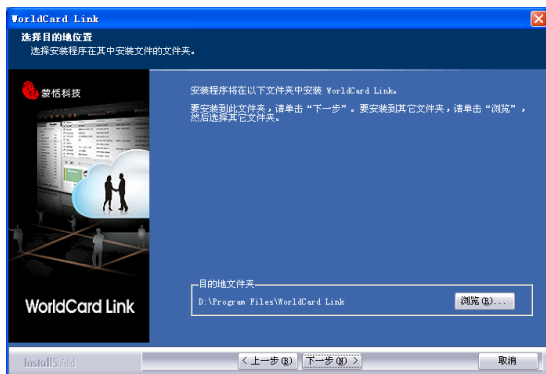 WorldCard Link
选择目的地位置
选择安装程序在其中安装文件的文件夹。
蒙恬科技
安装程序将在以下文件夹中安装 WorldCard Link。
要安装到此文件夹，请单击“下一步”。要安装到其它文件夹，请单击“浏览”，
然后选择其它文件夹。
WorldCard Link
目的地文件夹
D:\Program Files\WorldCard Link
浏览(R)...
InstallShield
< 上一步(B)
下一步(N) >
取消